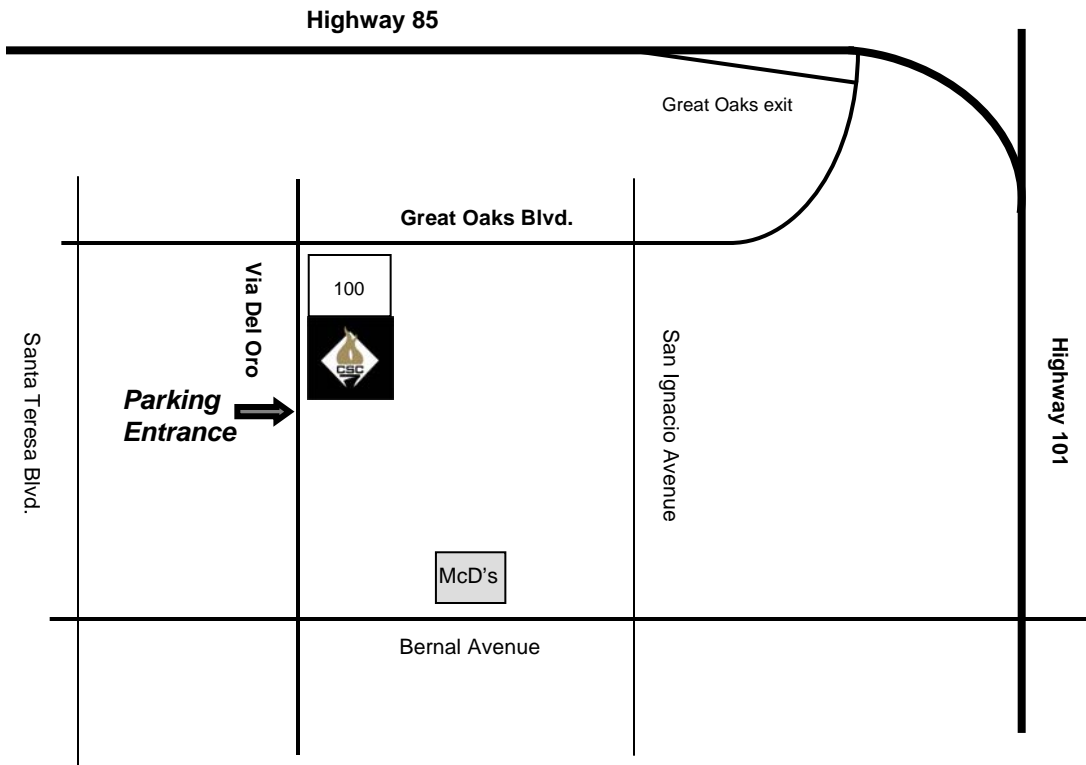 Highway 85
Great Oaks exit
Great Oaks Blvd.
Via Del Oro
100
CSC
Santa Teresa Blvd.
Parking
Entrance
San Ignacio Avenue
Highway 101
McD's
Bernal Avenue